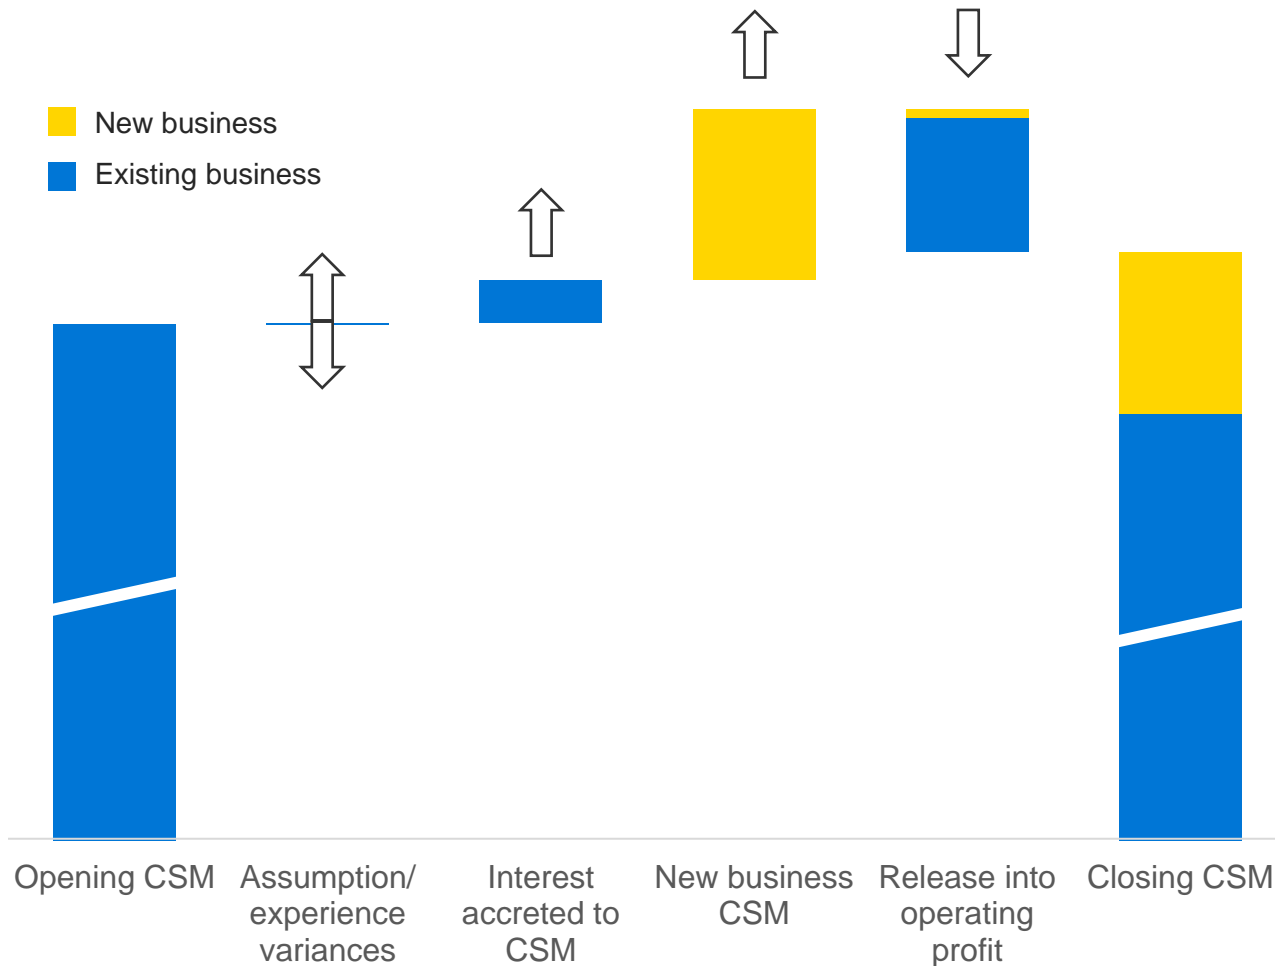 New business
Existing business
Opening CSM
Assumption/
experience
variances
Interest
accreted to
CSM
New business
CSM
Release into
operating
profit
Closing CSM